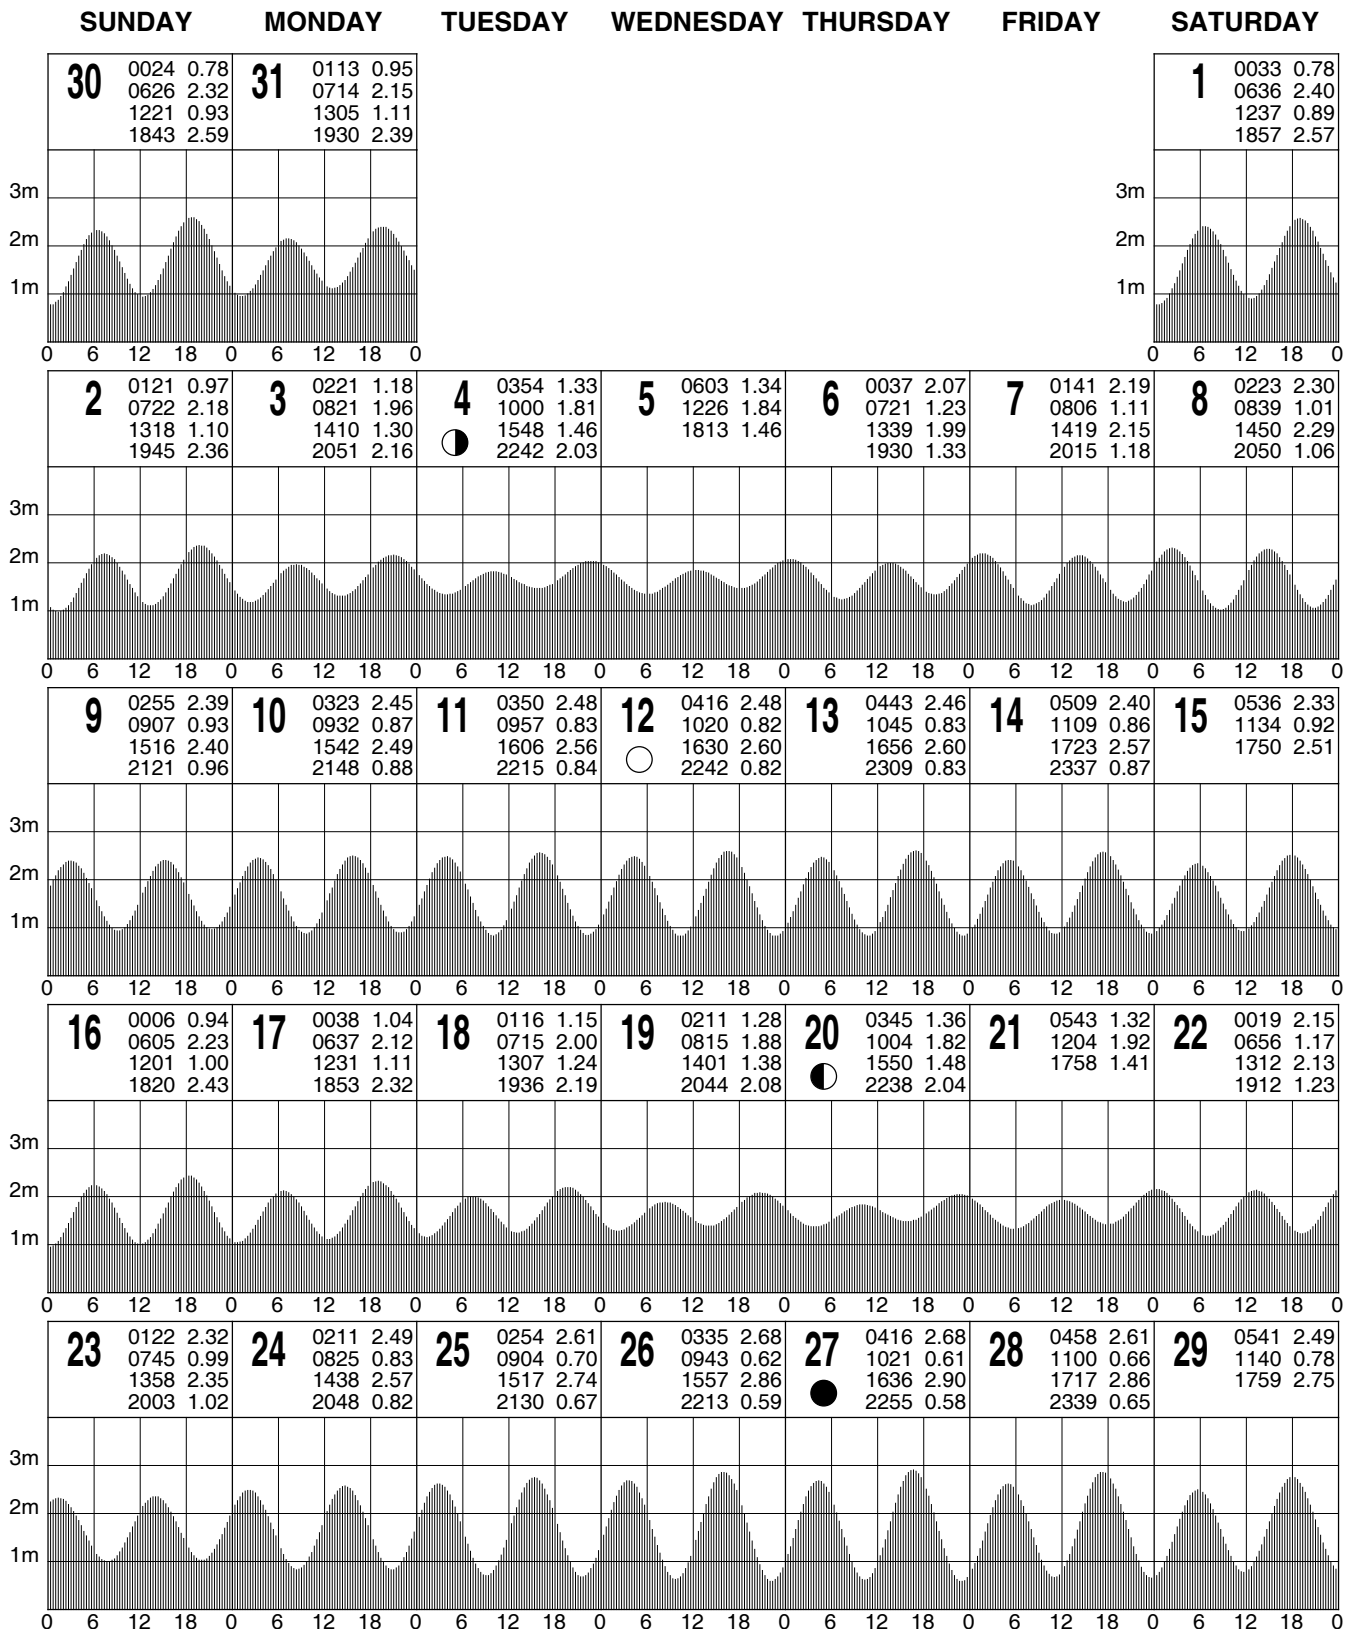 SUNDAY MONDAY TUESDAY WEDNESDAY THURSDAY FRIDAY SATURDAY
30 0024 0.78 31 0113 0.95 1 0033 0.78
0626 2.32 0714 2.15 0636 2.40
1221 0.93 1305 1.11 1237 0.89
1843 2.59 1930 2.39 1857 2.57
3m 3m
2m 2m
1m 1m
0 6 12 18 0 6 12 18 0 0 6 12 18 0
2 0121 0.97 3 0221 1.18 4 0354 1.33 5 0603 1.34 6 0037 2.07 7 0141 2.19 8 0223 2.30
0722 2.18 0821 1.96 1000 1.81 1226 1.84 0721 1.23 0806 1.11 0839 1.01
1318 1.10 1410 1.30 1548 1.46 1813 1.46 1339 1.99 1419 2.15 1450 2.29
1945 2.36 2051 2.16 2242 2.03 1930 1.33 2015 1.18 2050 1.06
3m
2m
1m
0 6 12 18 0 6 12 18 0 6 12 18 0 6 12 18 0 6 12 18 0 6 12 18 0 6 12 18 0
9 0255 2.39 10 0323 2.45 11 0350 2.48 12 0416 2.48 13 0443 2.46 14 0509 2.40 15 0536 2.33
0907 0.93 0932 0.87 0957 0.83 1020 0.82 1045 0.83 1109 0.86 1134 0.92
1516 2.40 1542 2.49 1606 2.56 1630 2.60 1656 2.60 1723 2.57 1750 2.51
2121 0.96 2148 0.88 2215 0.84 2242 0.82 2309 0.83 2337 0.87
3m
2m
1m
0 6 12 18 0 6 12 18 0 6 12 18 0 6 12 18 0 6 12 18 0 6 12 18 0 6 12 18 0
16 0006 0.94 17 0038 1.04 18 0116 1.15 19 0211 1.28 20 0345 1.36 21 0543 1.32 22 0019 2.15
0605 2.23 0637 2.12 0715 2.00 0815 1.88 1004 1.82 1204 1.92 0656 1.17
1201 1.00 1231 1.11 1307 1.24 1401 1.38 1550 1.48 1758 1.41 1312 2.13
1820 2.43 1853 2.32 1936 2.19 2044 2.08 2238 2.04 1912 1.23
3m
2m
1m
0 6 12 18 0 6 12 18 0 6 12 18 0 6 12 18 0 6 12 18 0 6 12 18 0 6 12 18 0
23 0122 2.32 24 0211 2.49 25 0254 2.61 26 0335 2.68 27 0416 2.68 28 0458 2.61 29 0541 2.49
0745 0.99 0825 0.83 0904 0.70 0943 0.62 1021 0.61 1100 0.66 1140 0.78
1358 2.35 1438 2.57 1517 2.74 1557 2.86 1636 2.90 1717 2.86 1759 2.75
2003 1.02 2048 0.82 2130 0.67 2213 0.59 2255 0.58 2339 0.65
3m
2m
1m
0 6 12 18 0 6 12 18 0 6 12 18 0 6 12 18 0 6 12 18 0 6 12 18 0 6 12 18 0